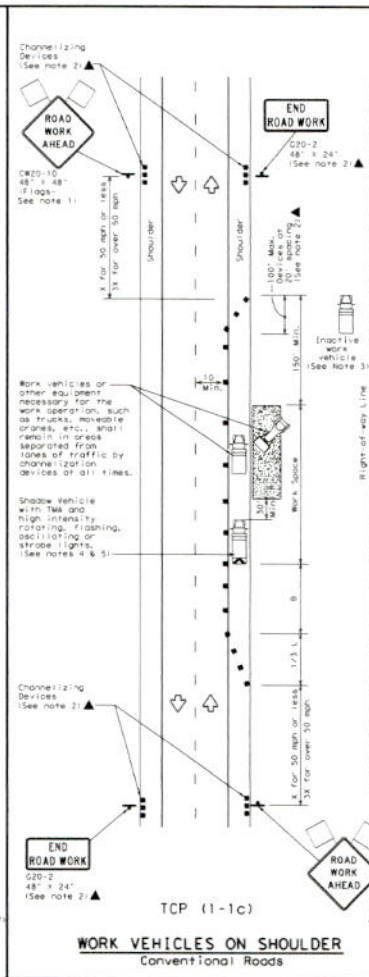 Channelizing
Devices
(See note 2)▲
ROAD
WORK
AHEAD
CW20-1D
48" X 48"
(Flags-
See note 1)
END
ROAD WORK
G20-2
48" X 24"
(See note 2)▲
X for 50 mph or less
3X for over 50 mph
Shoulder
Shoulder
100' Max.
Devices at
20' spacing
(See note 2)▲
150' Min.
Inactive
work
vehicle
(See Note 3)
Right-of-way Line
10'
Min.
Work vehicles or
other equipment
necessary for the
work operation, such
as trucks, moveable
cranes, etc., shall
remain in areas
separated from
lanes of traffic by
channelization
devices at all times.
Work Space
30'
Min.
Shadow Vehicle
with TMA and
high intensity
rotating, flashing,
oscillating or
strobe lights.
(See notes 4 & 5)
B
1/3 L
Channelizing
Devices
(See note 2)▲
X for 50 mph or less
3X for over 50 mph
END
ROAD WORK
G20-2
48" X 24"
(See note 2)▲
ROAD
WORK
AHEAD
TCP (1-1c)
WORK VEHICLES ON SHOULDER
Conventional Roads